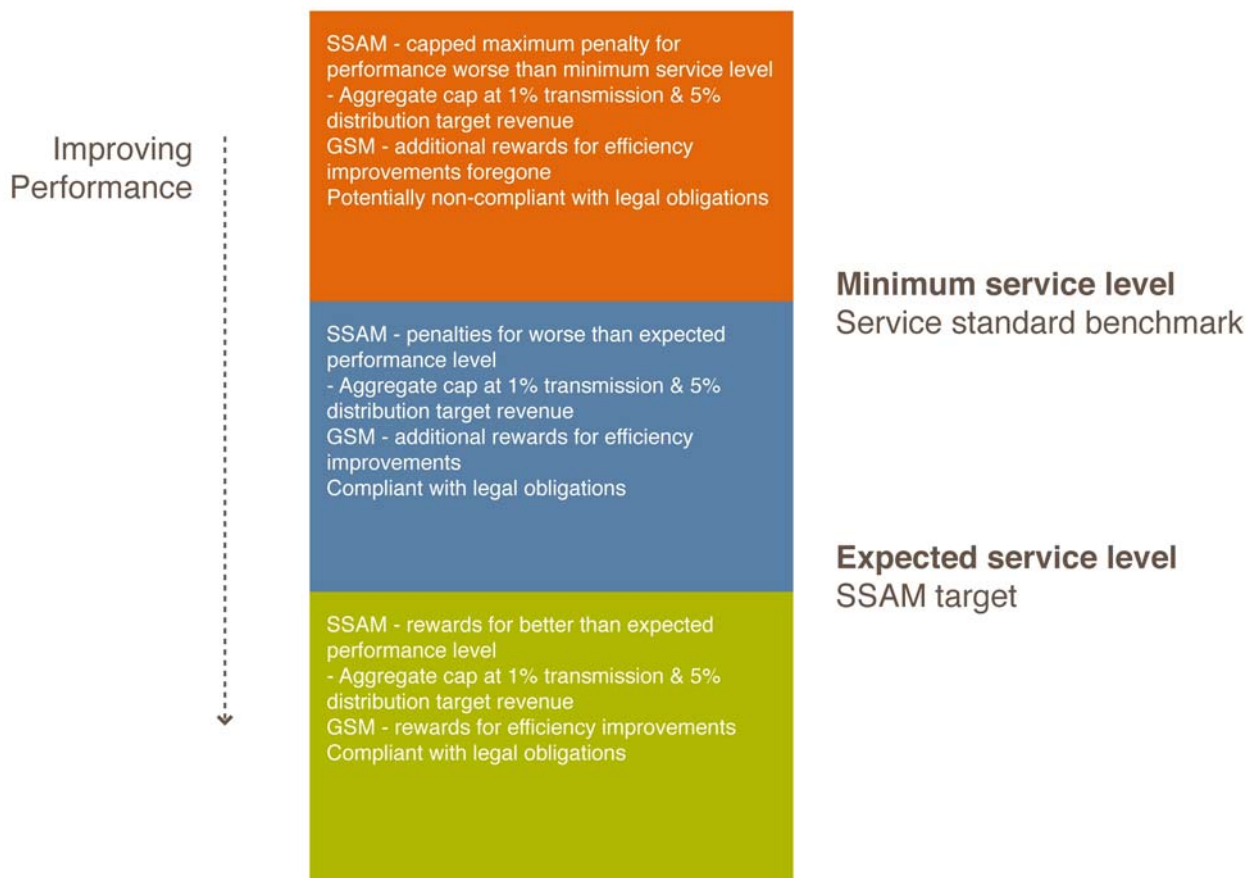 SSAM - capped maximum penalty for
performance worse than minimum service level
- Aggregate cap at 1% transmission & 5%
distribution target revenue
GSM - additional rewards for efficiency
improvements foregone
Potentially non-compliant with legal obligations
Improving
Performance
Minimum service level
Service standard benchmark
SSAM - penalties for worse than expected
performance level
- Aggregate cap at 1% transmission & 5%
distribution target revenue
GSM - additional rewards for efficiency
improvements
Compliant with legal obligations
Expected service level
SSAM target
SSAM - rewards for better than expected
performance level
- Aggregate cap at 1% transmission & 5%
distribution target revenue
GSM - rewards for efficiency improvements
Compliant with legal obligations